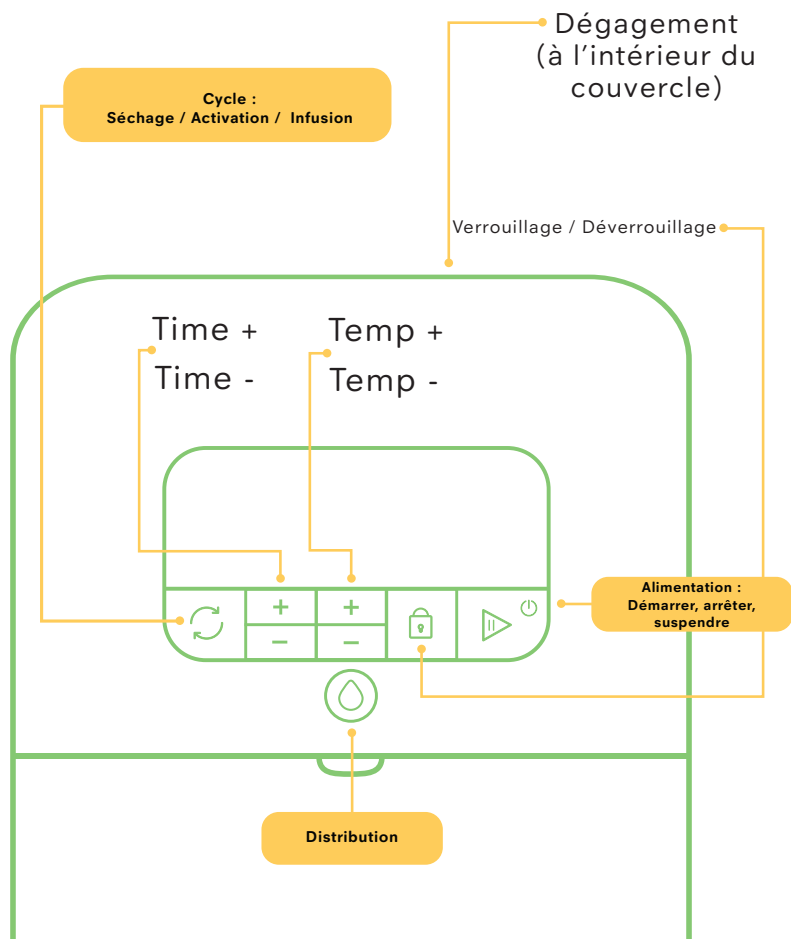 Dégagement
(à l’intérieur du
couvercle)
Cycle :
Séchage / Activation / Infusion
Verrouillage / Déverrouillage
Time +
Time -
Temp +
Temp -
+
+
−
−
Alimentation :
Démarrer, arrêter,
suspendre
Distribution